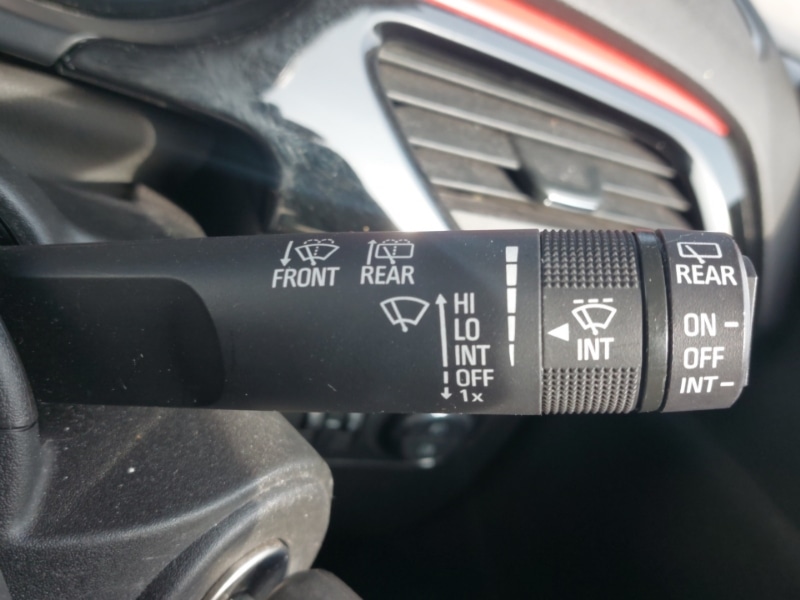 FRONT
REAR
HI
LO
INT
OFF
1x
INT
REAR
ON
OFF
INT